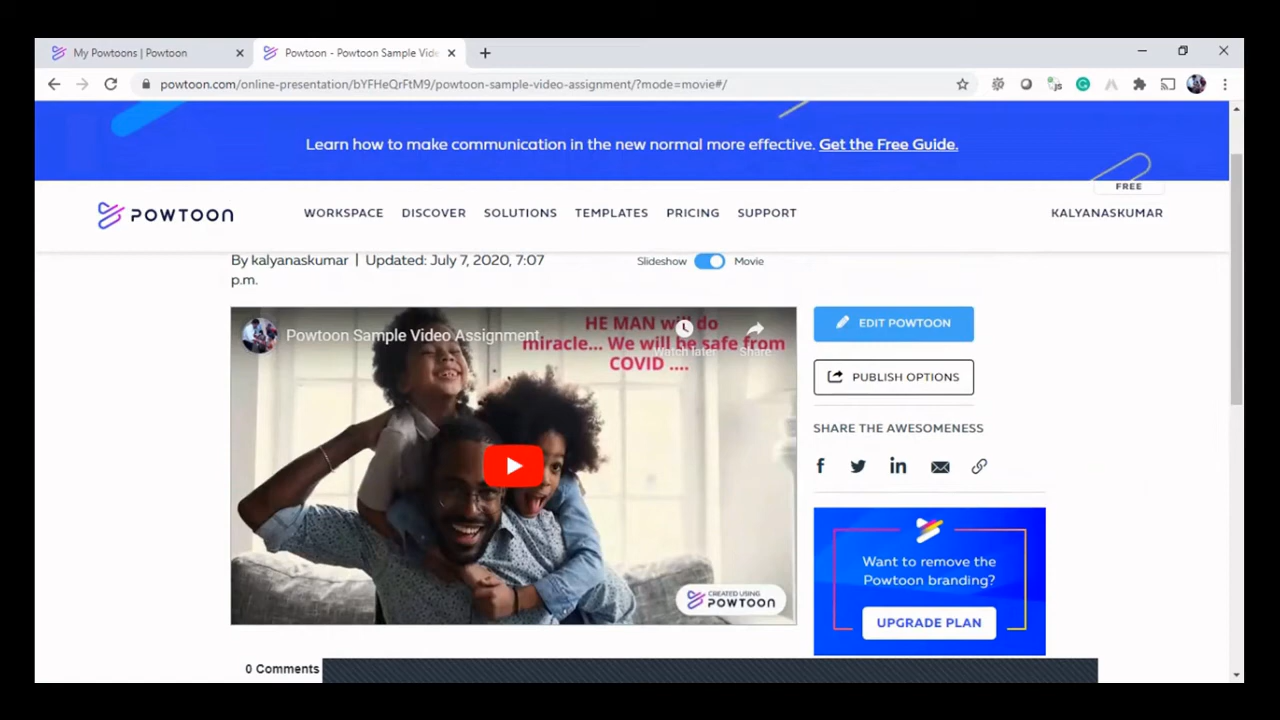 My Powtoons | Powtoon
Powtoon - Powtoon Sample Vide
powtoon.com/online-presentation/bYFHeQrFtM9/powtoon-sample-video-assignment/?mode=movie#/
Learn how to make communication in the new normal more effective. Get the Free Guide.
FREE
POWTOON
WORKSPACE DISCOVER SOLUTIONS TEMPLATES PRICING SUPPORT
KALYANASKUMAR
By kalyanaskumar | Updated: July 7, 2020, 7:07
p.m.
Slideshow Movie
Powtoon Sample Video Assignment
HE MAN will do
miracle... We will be safe from
COVID ....
Watch later
Share
CREATED USING
POWTOON
EDIT POWTOON
PUBLISH OPTIONS
SHARE THE AWESOMENESS
Want to remove the
Powtoon branding?
UPGRADE PLAN
0 Comments